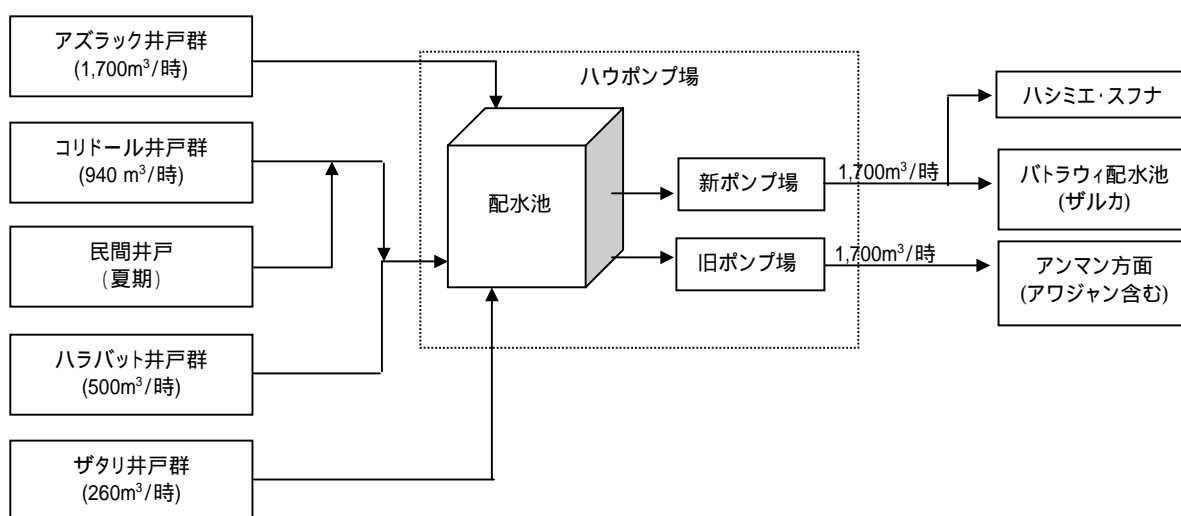 アズラック井戸群
(1,700m³/時)
コリドール井戸群
(940 m³/時)
民間井戸
(夏期)
ハラバット井戸群
(500m³/時)
ザタリ井戸群
(260m³/時)
ハウポンプ場
配水池
新ポンプ場
旧ポンプ場
1,700m³/時
1,700m³/時
ハシミエ・スフナ
バトラウィ配水池
(ザルカ)
アンマン方面
(アワジャン含む)